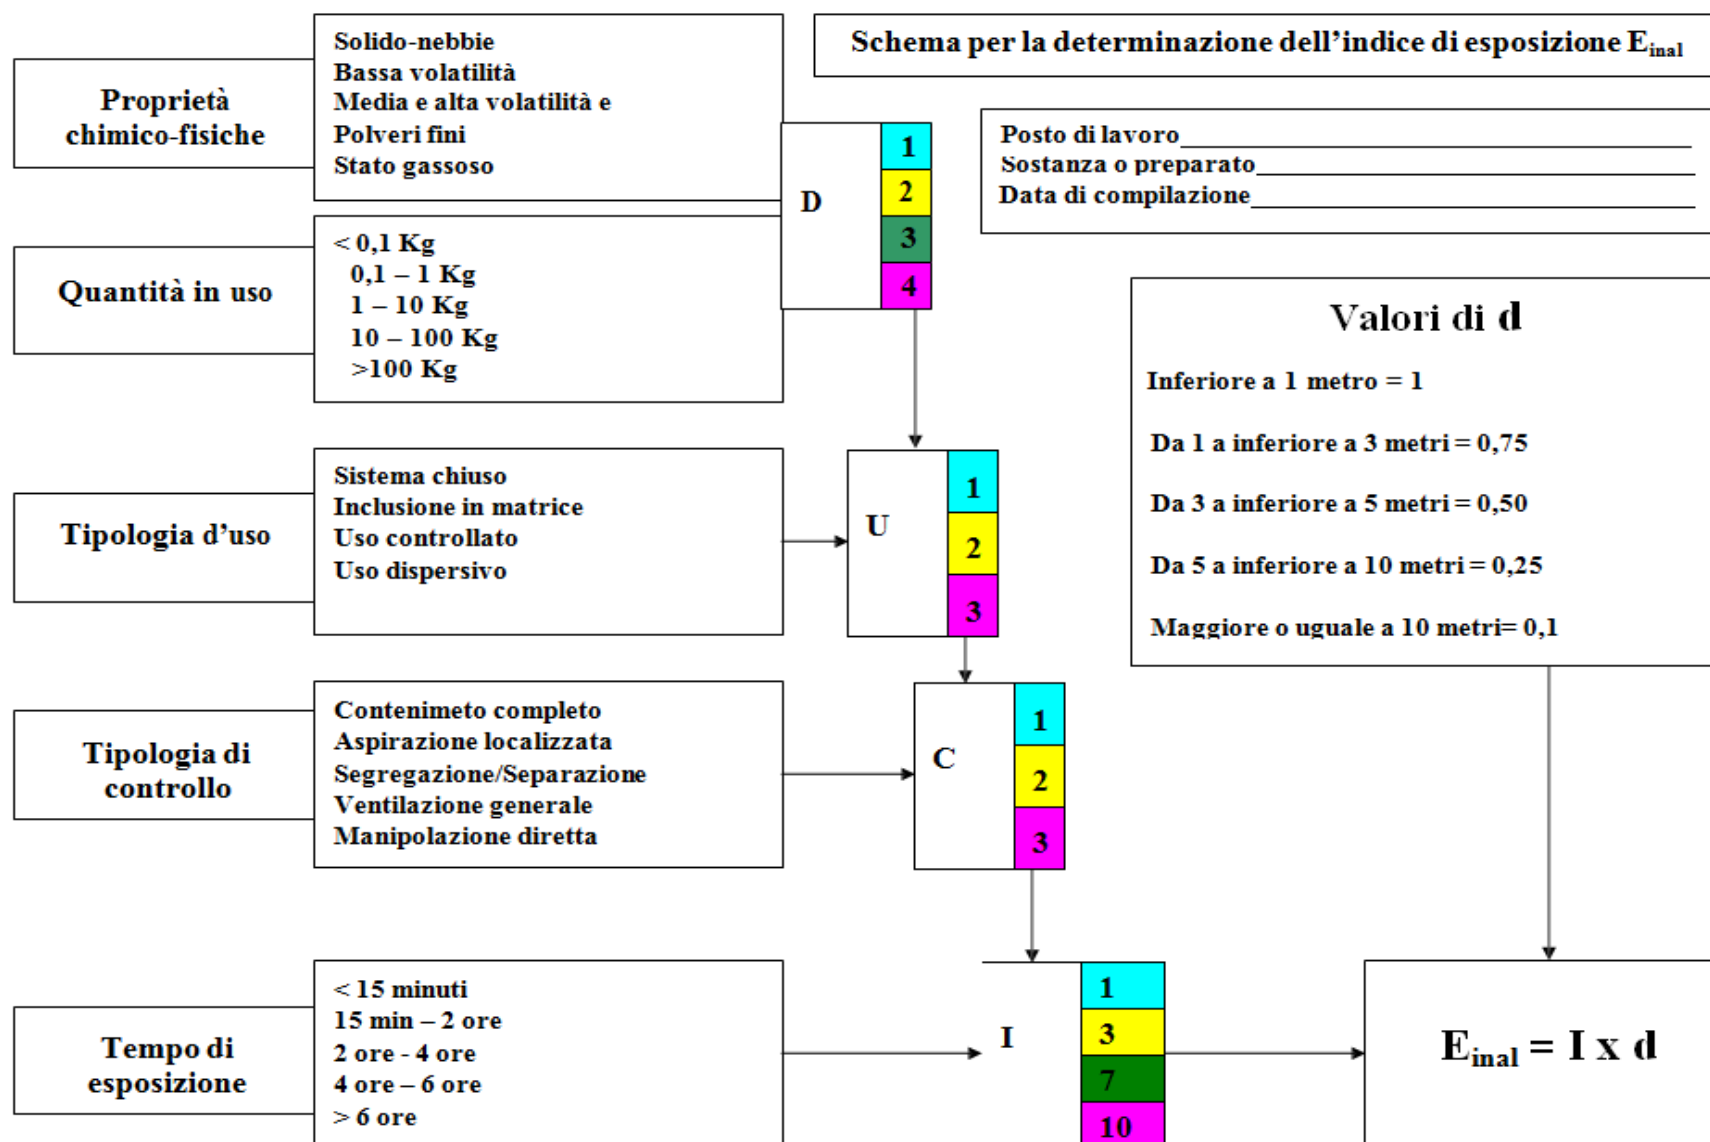 Schema per la determinazione dell'indice di esposizione Einal
Proprietà
chimico-fisiche
Solido-nebbie
Bassa volatilità
Media e alta volatilità e
Polveri fini
Stato gassoso
Posto di lavoro
Sostanza o preparato
Data di compilazione
D
1
2
3
4
Quantità in uso
< 0,1 Kg
0,1 – 1 Kg
1 – 10 Kg
10 – 100 Kg
>100 Kg
Valori di d
Inferiore a 1 metro = 1
Da 1 a inferiore a 3 metri = 0,75
Da 3 a inferiore a 5 metri = 0,50
Da 5 a inferiore a 10 metri = 0,25
Maggiore o uguale a 10 metri= 0,1
Tipologia d'uso
Sistema chiuso
Inclusione in matrice
Uso controllato
Uso dispersivo
U
1
2
3
Tipologia di
controllo
Contenimeto completo
Aspirazione localizzata
Segregazione/Separazione
Ventilazione generale
Manipolazione diretta
C
1
2
3
Tempo di
esposizione
< 15 minuti
15 min – 2 ore
2 ore - 4 ore
4 ore – 6 ore
> 6 ore
I
1
3
7
10
Einal = I x d